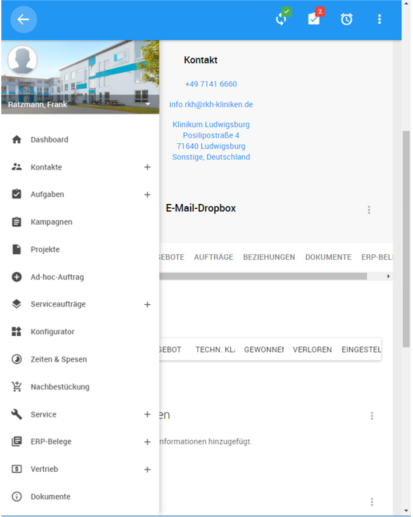 2
Ratzmann, Frank
Dashboard
Kontakte +
Aufgaben +
Kampagnen
Projekte
Ad-hoc-Auftrag
Serviceaufträge +
Konfigurator
Zeiten & Spesen
Nachbestückung
Service +
ERP-Belege +
Vertrieb +
Dokumente
Kontakt
+49 7141 6660
info.rkh@rkh-kliniken.de
Klinikum Ludwigsburg
Posilipostraße 4
71640 Ludwigsburg
Sonstige, Deutschland
E-Mail-Dropbox
EBOTE AUFTRÄGE BEZIEHUNGEN DOKUMENTE ERP-BEL
GEBOT TECHN. KL. GEWONNEN VERLOREN EINGESTEL
en
nformationen hinzugefügt.